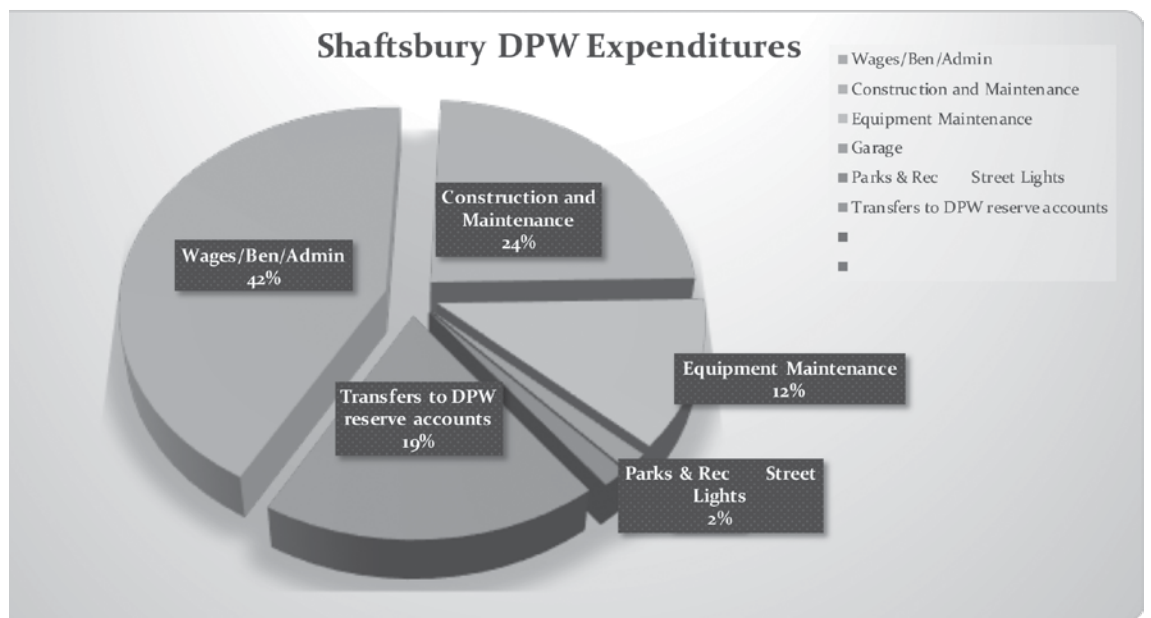 Shaftsbury DPW Expenditures
Wages/Ben/Admin
Construction and Maintenance
Equipment Maintenance
Garage
Parks & Rec Street Lights
Transfers to DPW reserve accounts
Construction and
Maintenance
24%
Wages/Ben/Admin
42%
Equipment Maintenance
12%
Transfers to DPW
reserve accounts
19%
Parks & Rec Street
Lights
2%